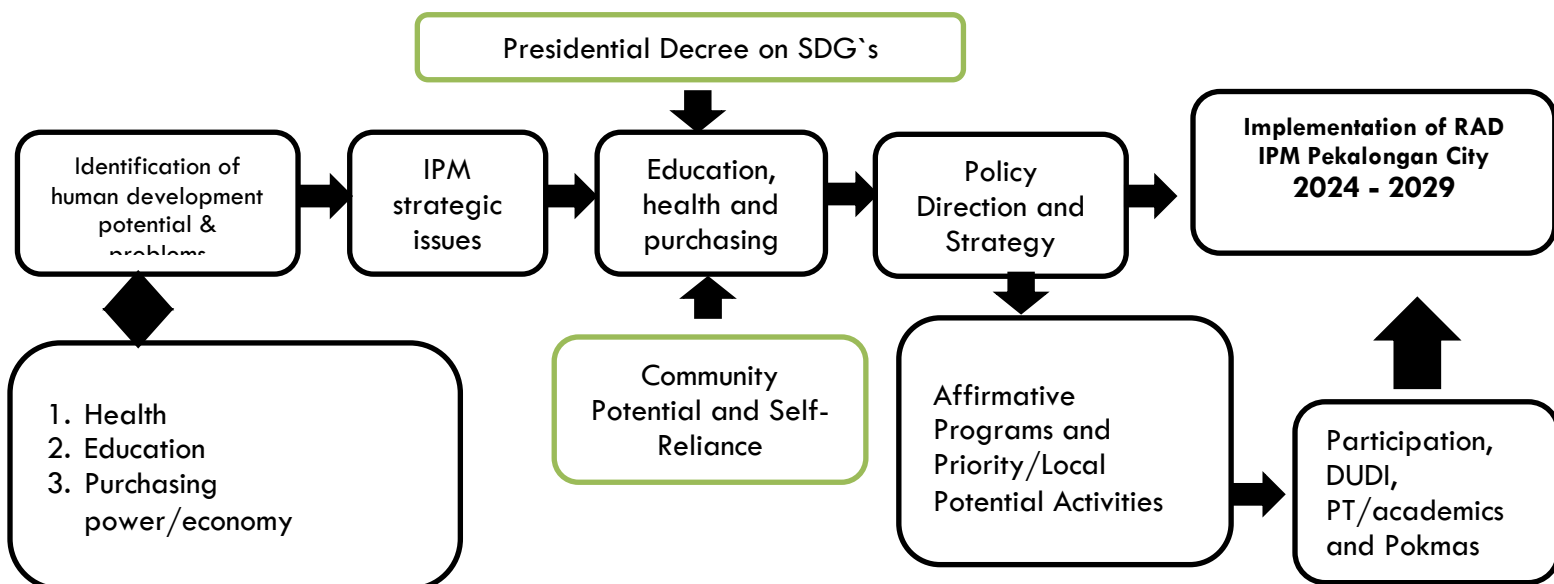 Presidential Decree on SDG`s
Identification of
human development
potential &
problems
IPM
strategic
issues
Education,
health and
purchasing
Policy
Direction and
Strategy
Implementation of RAD
IPM Pekalongan City
2024 - 2029
1. Health
2. Education
3. Purchasing
power/economy
Community
Potential and Self-
Reliance
Affirmative
Programs and
Priority/Local
Potential Activities
Participation,
DUDI,
PT/academics
and Pokmas